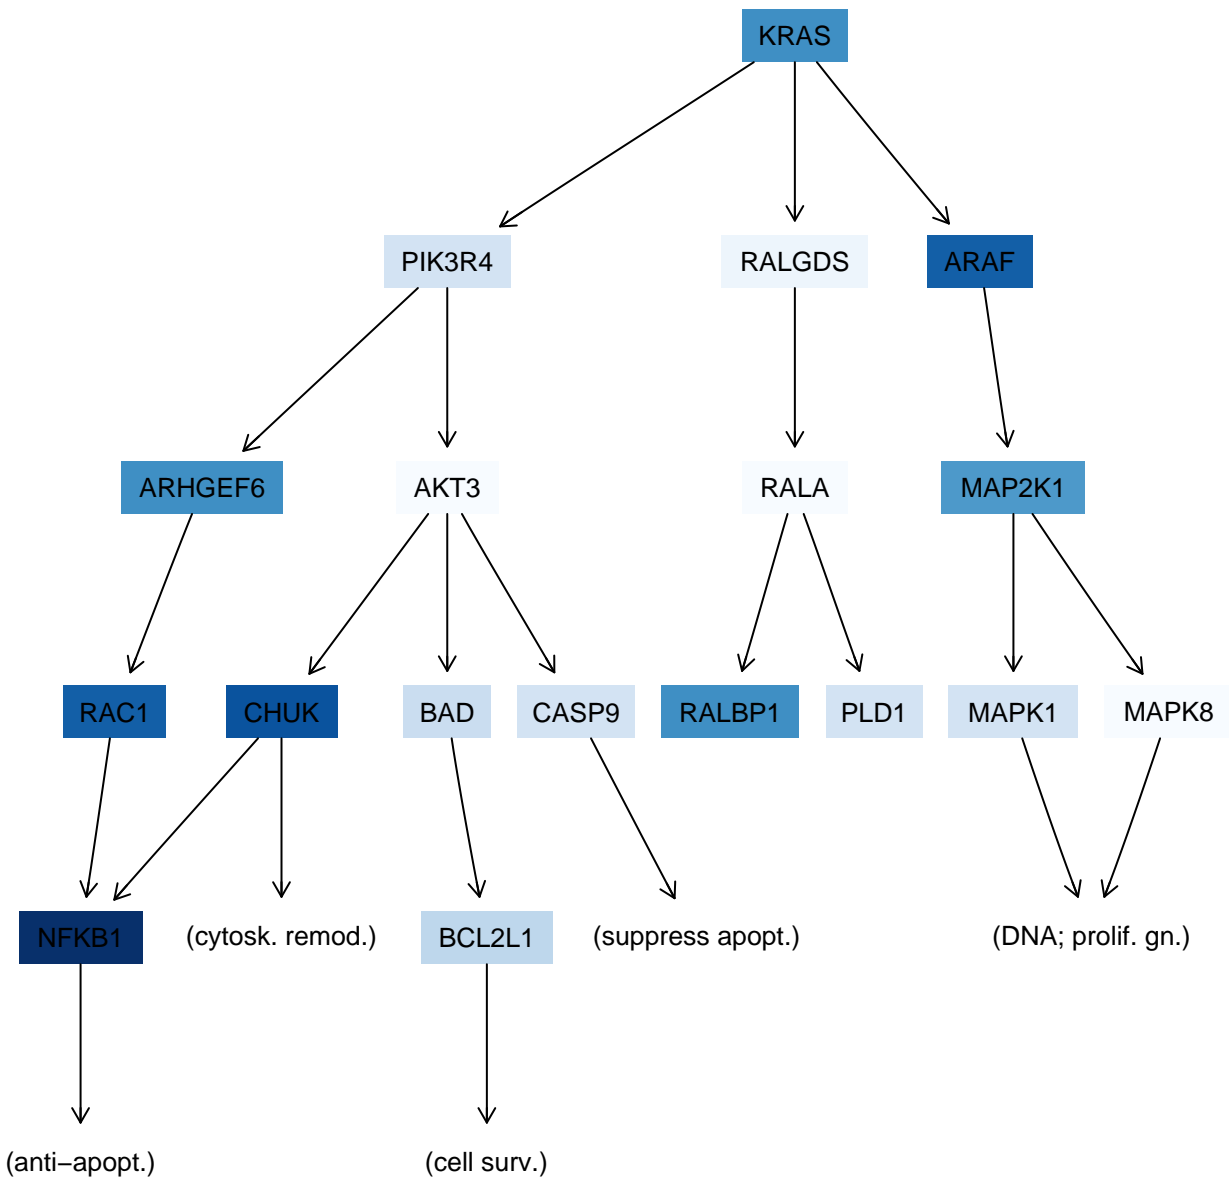 KRAS
PIK3R4
RALGDS
ARAF
ARHGEF6
AKT3
RALA
MAP2K1
RAC1
CHUK
BAD
CASP9
RALBP1
PLD1
MAPK1
MAPK8
NFKB1
(cytosk. remod.)
BCL2L1
(suppress apopt.)
(DNA; prolif. gn.)
(anti−apopt.)
(cell surv.)